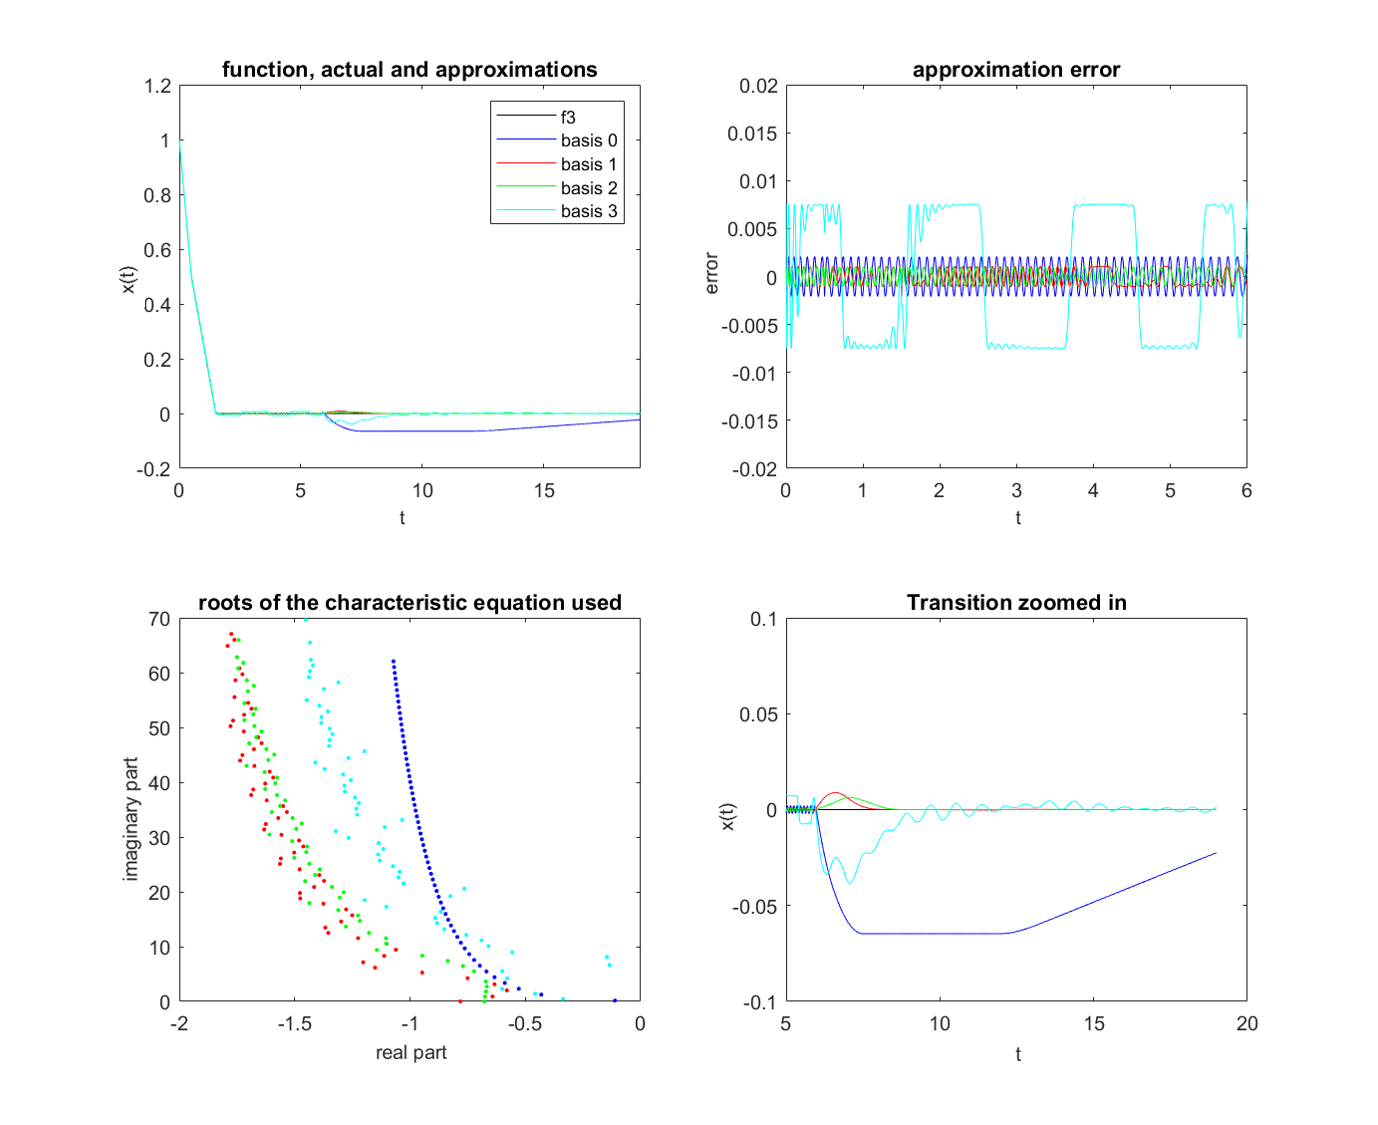 function, actual and approximations
1.2
1
0.8
0.6
0.4
0.2
0
-0.2
x(t)
0 5 10 15
t
f3
basis 0
basis 1
basis 2
basis 3
approximation error
0.02
0.015
0.01
0.005
0
-0.005
-0.01
-0.015
-0.02
error
0 1 2 3 4 5 6
t
roots of the characteristic equation used
70
60
50
40
30
20
10
0
imaginary part
-2 -1.5 -1 -0.5 0
real part
Transition zoomed in
0.1
0.05
0
-0.05
-0.1
x(t)
5 10 15 20
t